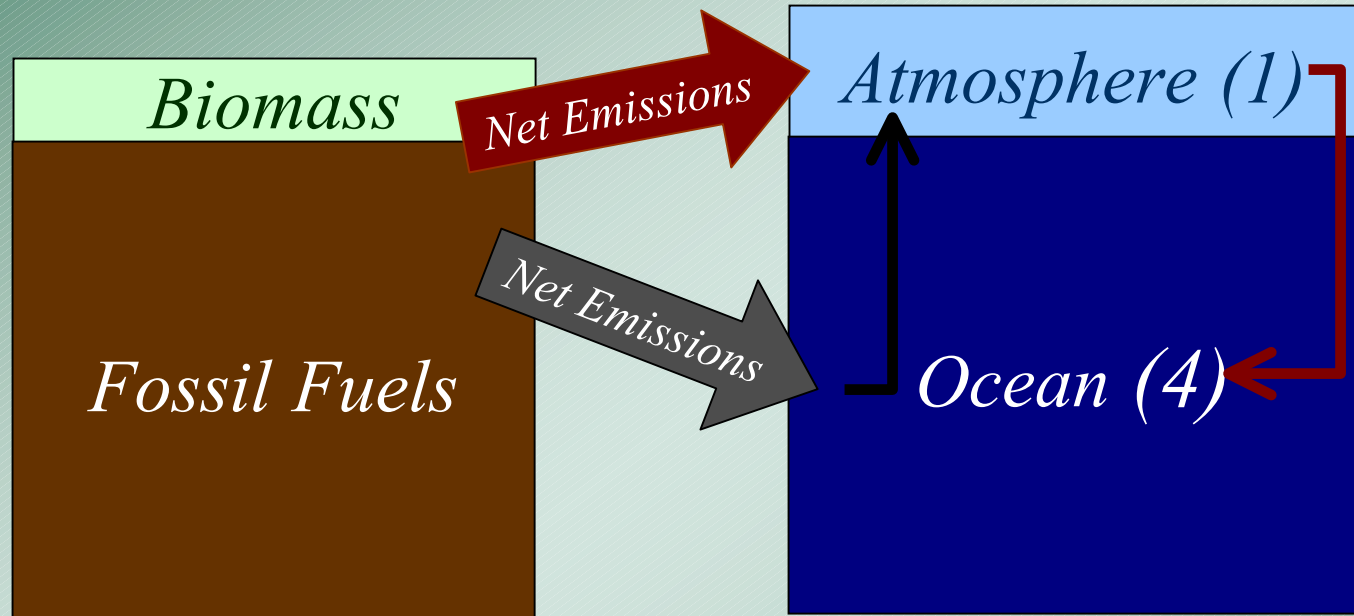 Biomass
Net Emissions
Atmosphere (1)
Net Emissions
Fossil Fuels
Ocean (4)